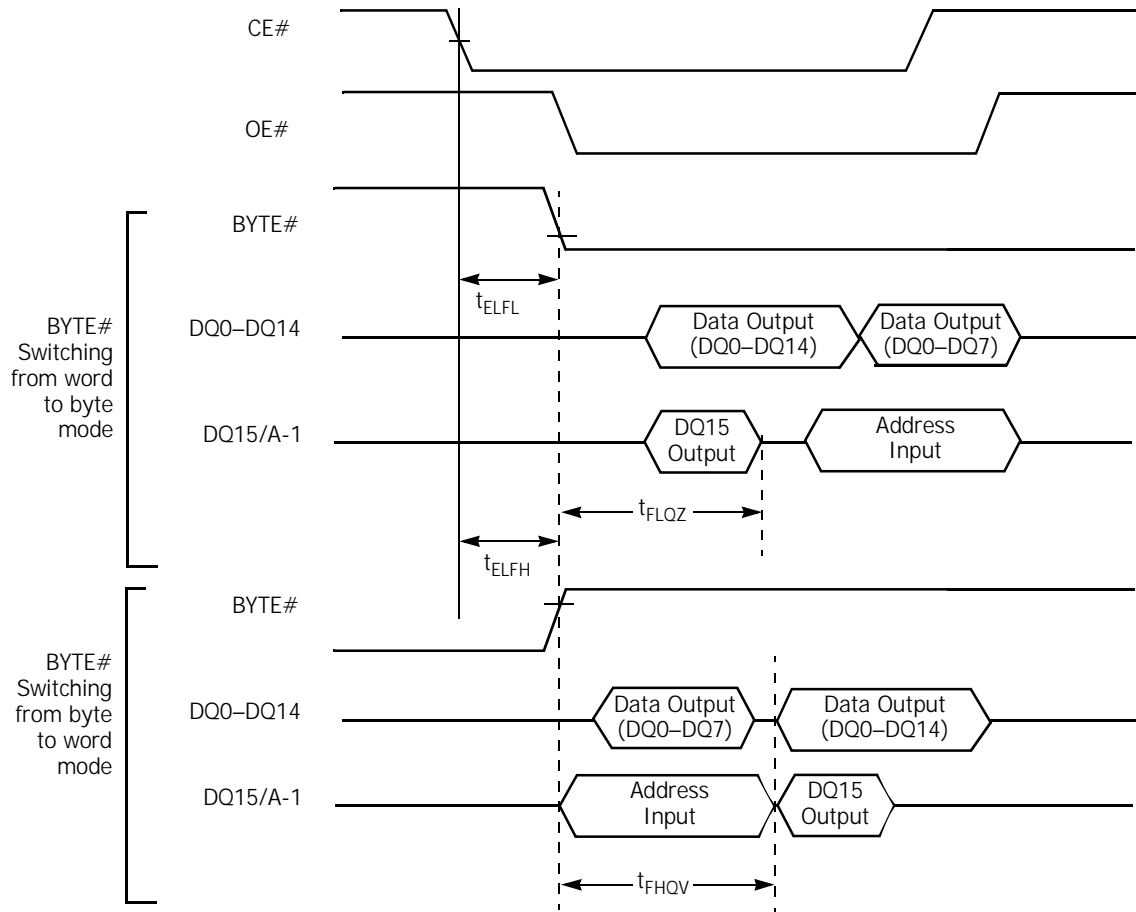 CE#
OE#
BYTE#
tELFL
BYTE#
Switching
from word
to byte
mode
DQ0–DQ14
Data Output
(DQ0–DQ14)
Data Output
(DQ0–DQ7)
DQ15/A-1
DQ15
Output
Address
Input
tFLQZ
tELFH
BYTE#
BYTE#
Switching
from byte
to word
mode
DQ0–DQ14
Data Output
(DQ0–DQ7)
Data Output
(DQ0–DQ14)
DQ15/A-1
Address
Input
DQ15
Output
tFHQV